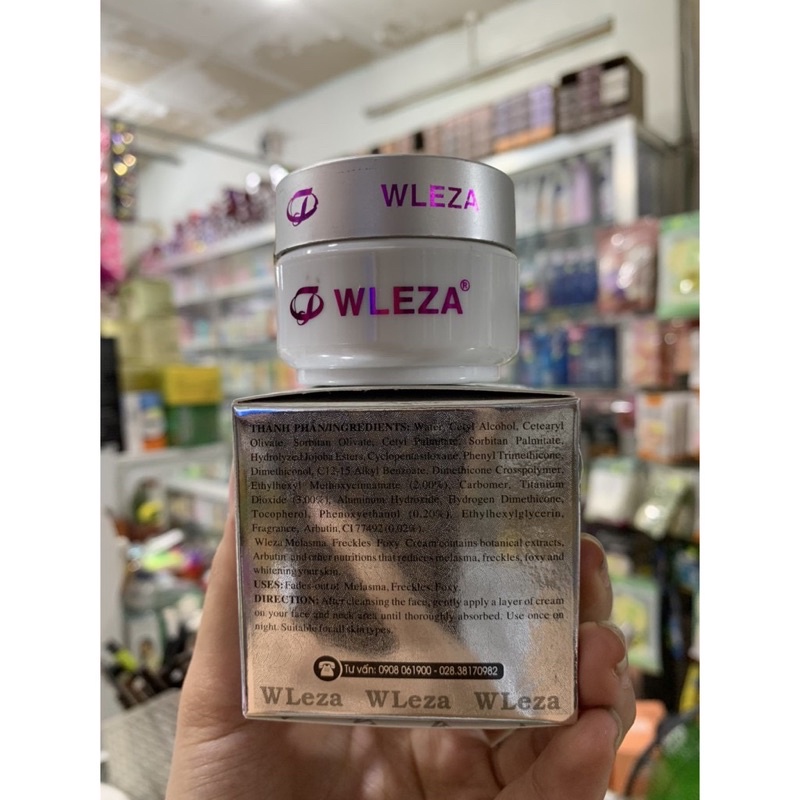 WLEZA
WLEZA®
THÀNH PHẦN/INGREDIENTS: Water, Cetyl Alcohol, Cetearyl
Olivate, Sorbitan Olivate, Cetyl Palmitate, Sorbitan Palmitate,
Hydrolyzed Jojoba Esters, Cyclopentasiloxane, Phenyl Trimethicone,
Dimethiconol, C12-15 Alkyl Benzoate, Dimethicone Crosspolymer,
Ethylhexyl Methoxycinnamate (2.00%), Carbomer, Titanium
Dioxide (3,00%), Aluminum Hydroxide, Hydrogen Dimethicone,
Tocopherol, Phenoxyethanol (0.20%), Ethylhexylglycerin,
Fragrance, Arbutin, CI 77492 (0.02%).
Wleza Melasma, Freckles Foxy Cream contains botanical extracts,
Arbutin and other nutritions that reduces melasma, freckles, foxy and
whitening your skin.
USES: Fades out of Melasma, Freckles, Foxy.
DIRECTION: After cleansing the face, gently apply a layer of cream
on your face and neck area until thoroughly absorbed. Use once on
night. Suitable for all skin types.
Tư vấn: 0908 061900 - 028.38170982
WLeza WLeza WLeza